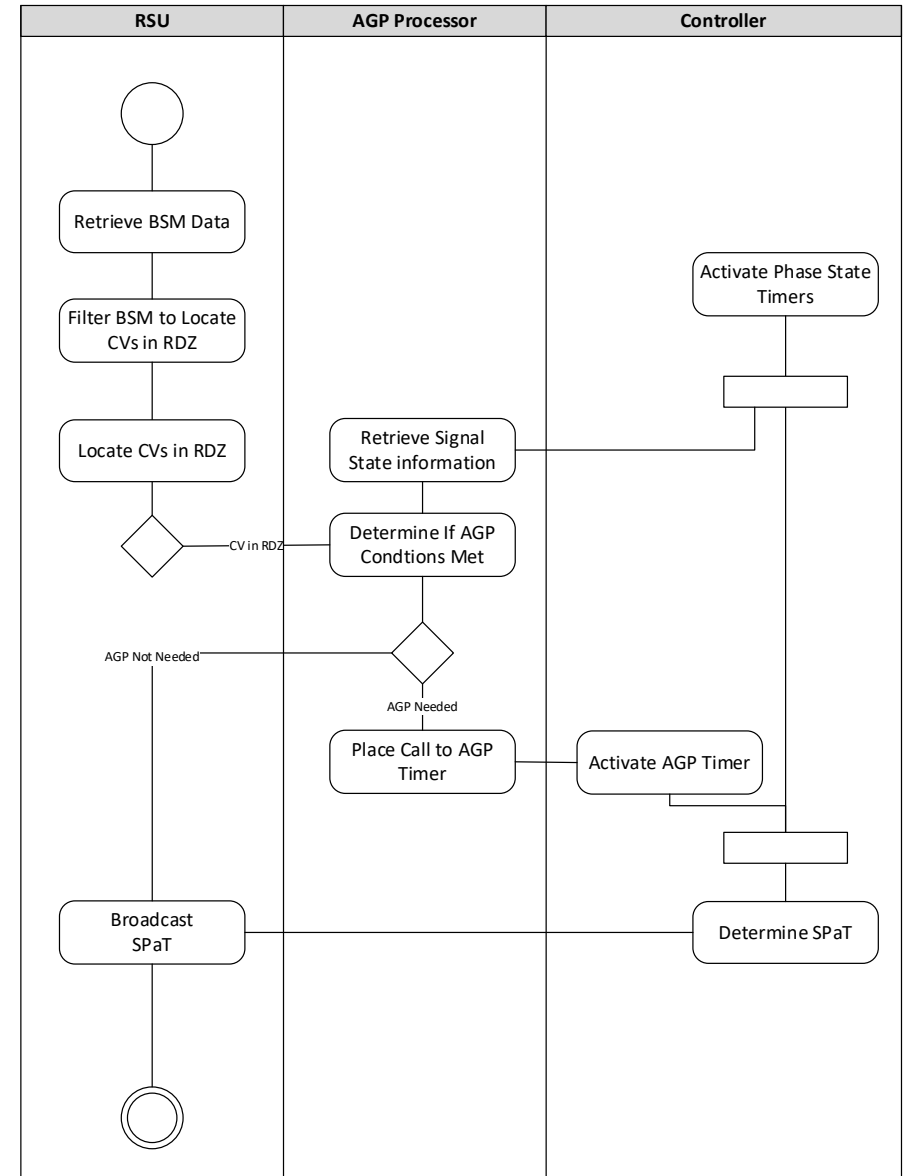 RSU
AGP Processor
Controller
Retrieve BSM Data
Filter BSM to Locate
CVs in RDZ
Locate CVs in RDZ
CV in RDZ
Activate Phase State
Timers
Retrieve Signal
State information
Determine If AGP
Condtions Met
AGP Not Needed
AGP Needed
Place Call to AGP
Timer
Activate AGP Timer
Broadcast
SPaT
Determine SPaT